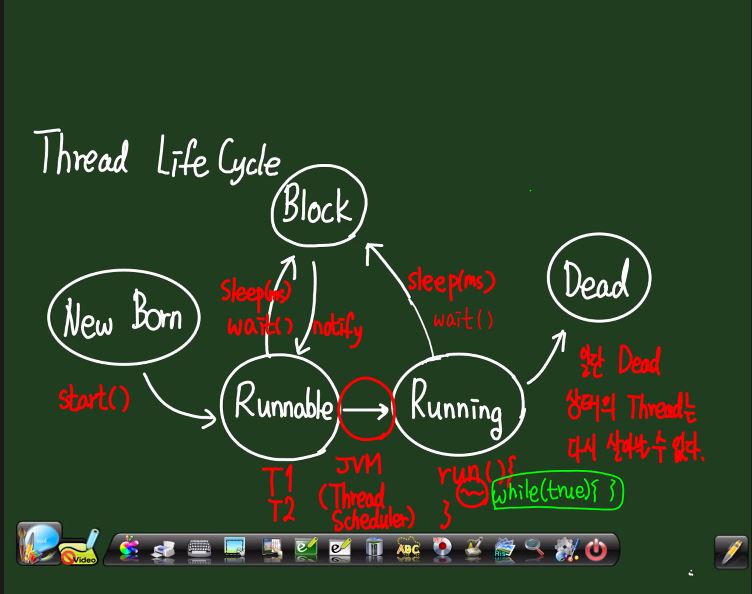 Thread Life Cycle
Block
New Born
start()
sleep(ms)
wait()
notify
sleep(ms)
wait()
Dead
일단 Dead
상태의 Thread는
다시 살아날 수 없다.
Runnable
T1
T2
JVM
(Thread
Scheduler)
Running
run(){
while(true){ }
}
Video
ABC